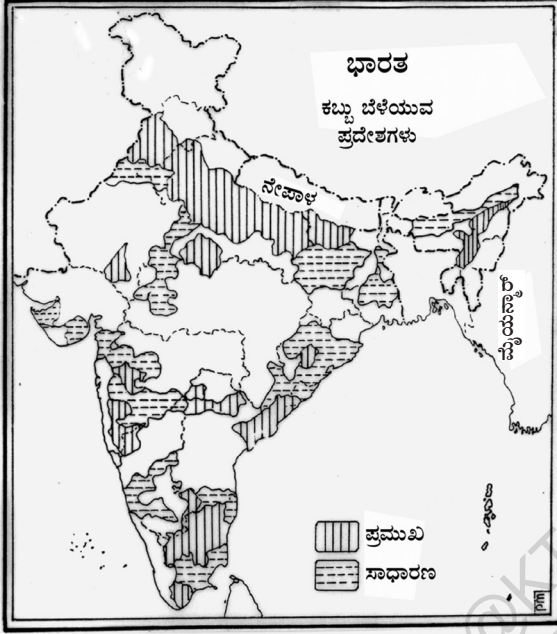 ಭಾರತ
ಕಬ್ಬು ಬೆಳೆಯುವ
ಪ್ರದೇಶಗಳು
ನೇಪಾಳ
ಪ್ರಮುಖ
ಸಾಧಾರಣ